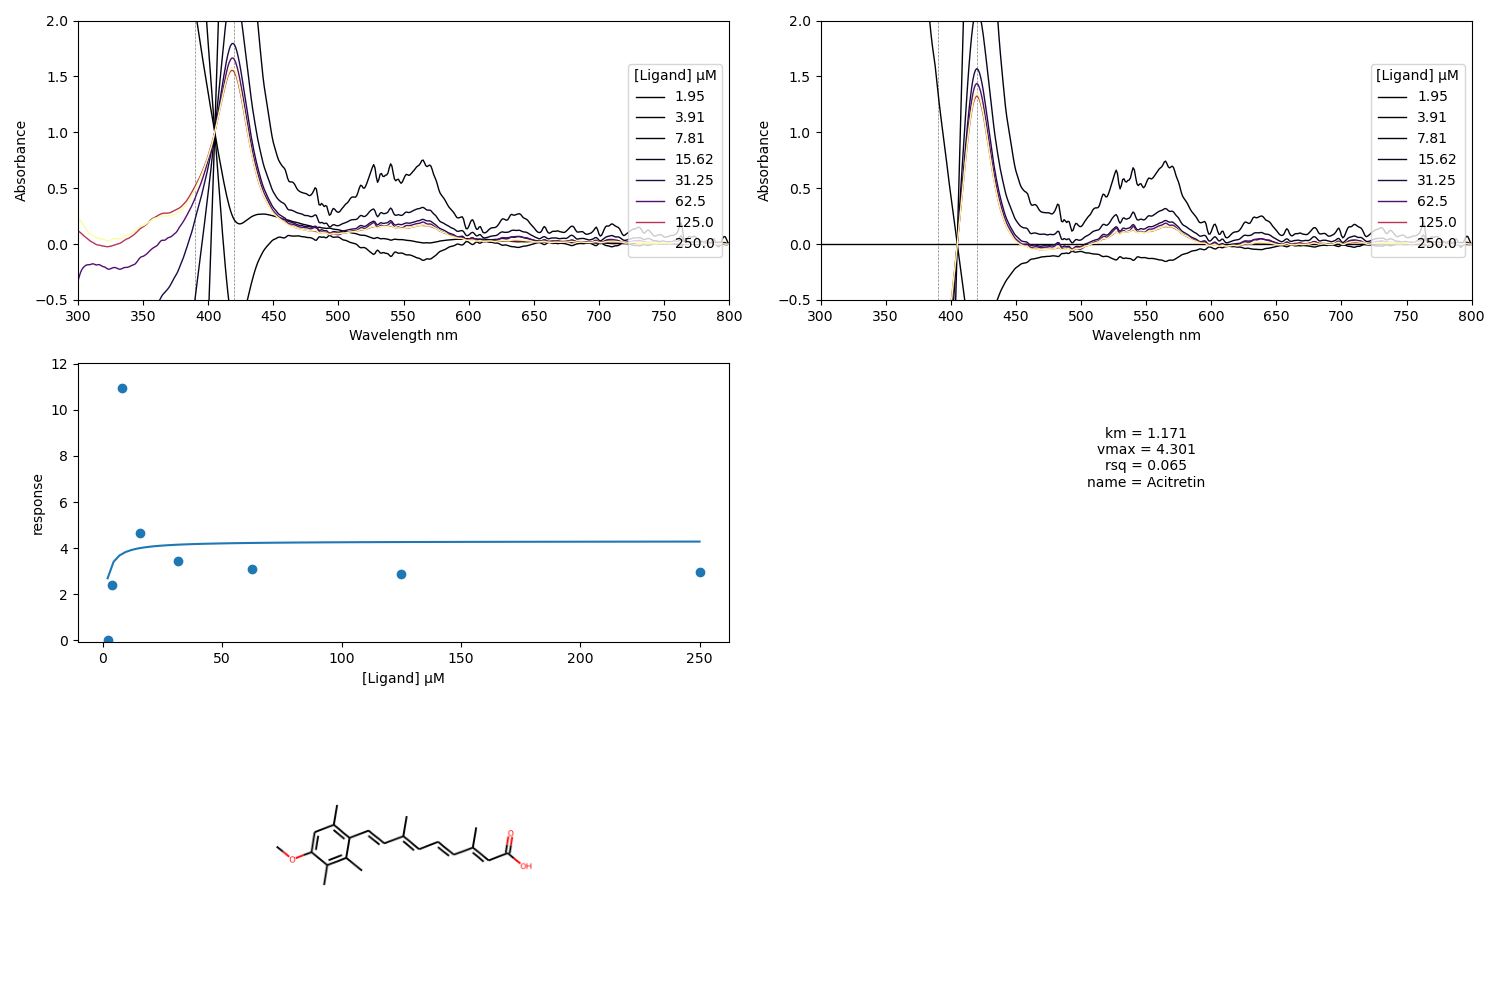 2.0
1.5
1.0
0.5
0.0
−0.5
Absorbance
300 350 400 450 500 550 600 650 700 750 800
Wavelength nm
[Ligand] µM
1.95
3.91
7.81
15.62
31.25
62.5
125.0
250.0
2.0
1.5
1.0
0.5
0.0
−0.5
Absorbance
300 350 400 450 500 550 600 650 700 750 800
Wavelength nm
[Ligand] µM
1.95
3.91
7.81
15.62
31.25
62.5
125.0
250.0
12
10
8
6
4
2
0
response
0 50 100 150 200 250
[Ligand] µM
km = 1.171
vmax = 4.301
rsq = 0.065
name = Acitretin
O
O
OH